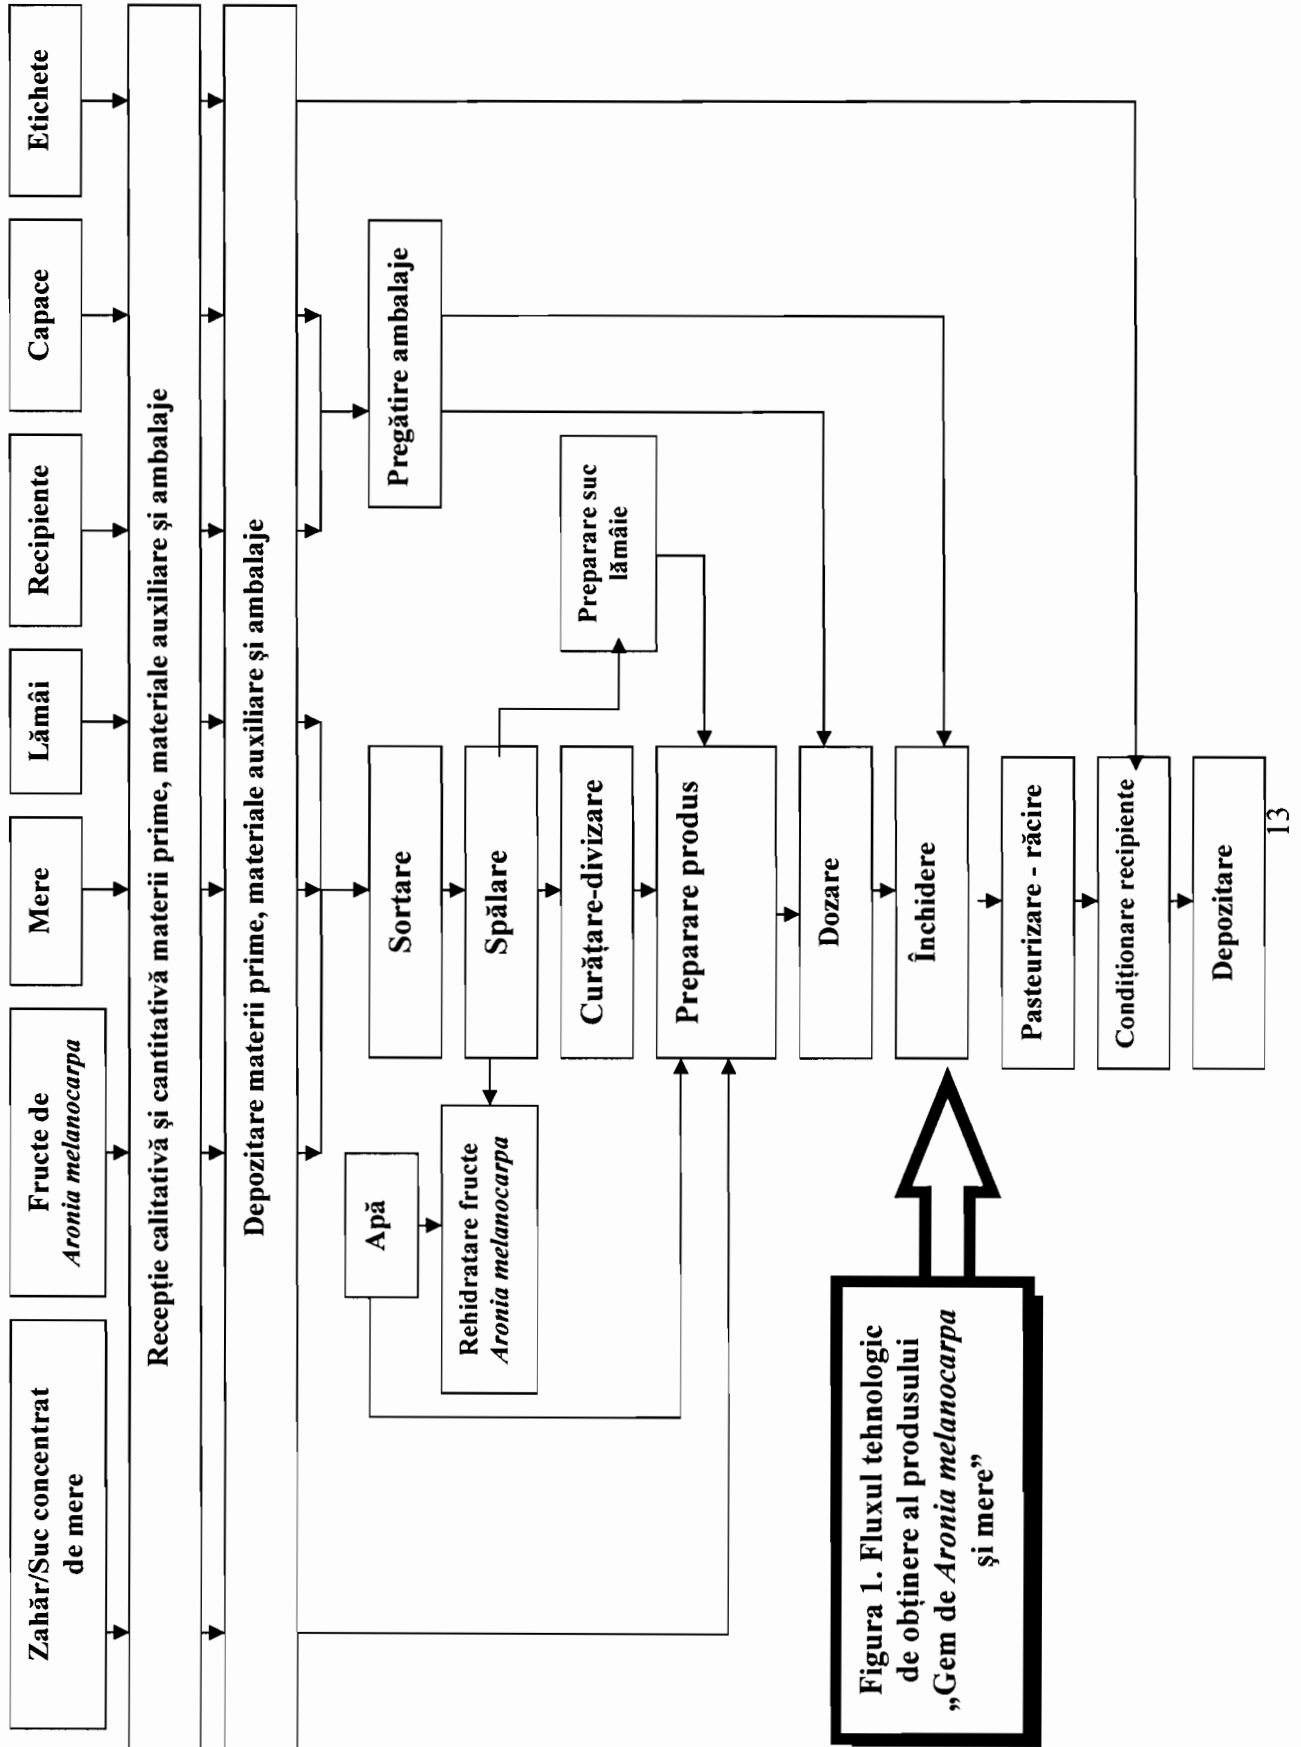 Zahăr/Suc concentrat
de mere
Fructe de
Aronia melanocarpa
Mere
Lămâi
Recipiente
Capace
Etichete
Recepție calitativă și cantitativă materii prime, materiale auxiliare și ambalaje
Depozitare materii prime, materiale auxiliare și ambalaje
Apă
Sortare
Pregătire ambalaje
Rehidratare fructe
Aronia melanocarpa
Spălare
Curățare-divizare
Preparare suc
lămâie
Preparare produs
Dozare
Închidere
Pasteurizare - răcire
Condiționare recipiente
Depozitare
Figura 1. Fluxul tehnologic
de obținere al produsului
„Gem de Aronia melanocarpa
și mere”
13